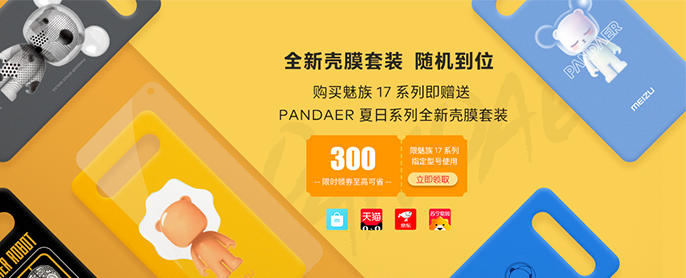 全新壳膜套装 随机到位
购买魅族 17 系列即赠送
PANDAER 夏日系列全新壳膜套装
300
-- 限时领券至高可省 --
限魅族 17 系列
指定型号使用
立即领取
天猫
京东
苏宁易购
PANDAER
MEIZU
ER ROBOT